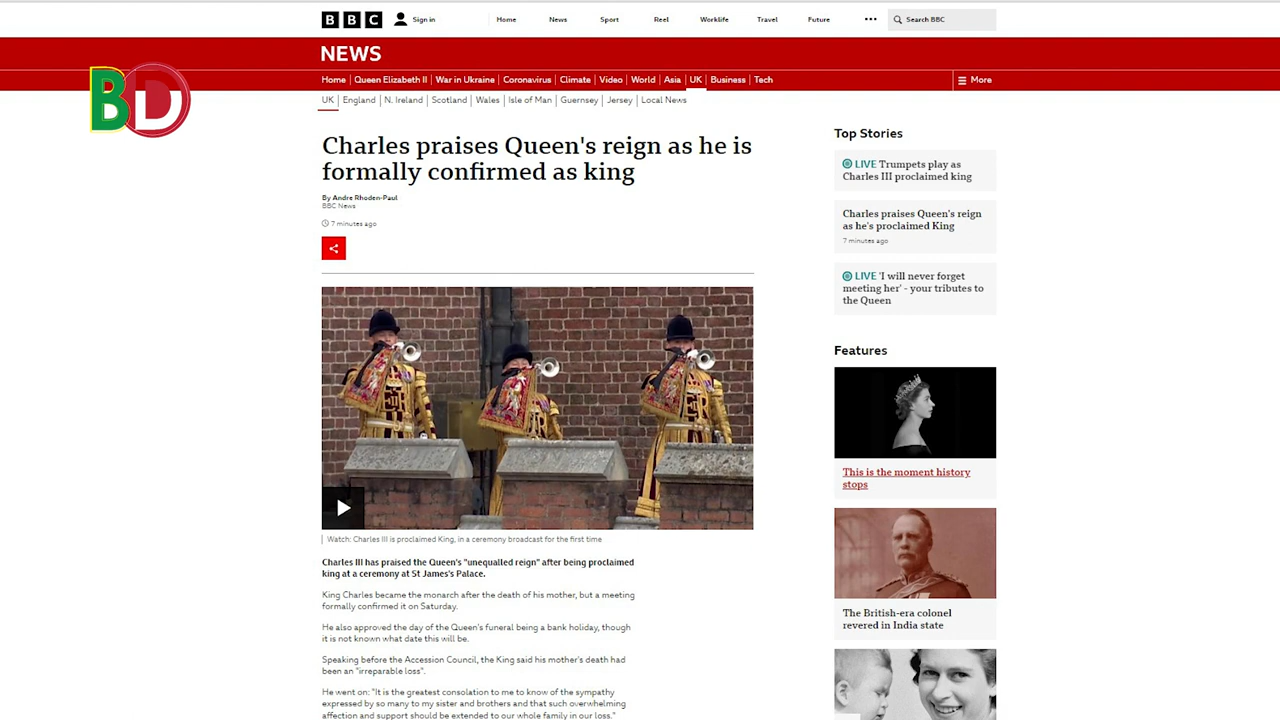 BBC Sign in Home News Sport Reel Worklife Travel Future ••• Search BBC
NEWS
Home Queen Elizabeth II War in Ukraine Coronavirus Climate Video World Asia UK Business Tech More
BD
UK England N. Ireland Scotland Wales Isle of Man Guernsey Jersey Local News
Charles praises Queen's reign as he is
formally confirmed as king
By Andre Rhoden-Paul
BBC News
7 minutes ago
Watch: Charles III is proclaimed King, in a ceremony broadcast for the first time
Charles III has praised the Queen's "unequalled reign" after being proclaimed
king at a ceremony at St James's Palace.
King Charles became the monarch after the death of his mother, but a meeting
formally confirmed it on Saturday.
He also approved the day of the Queen's funeral being a bank holiday, though
it is not known what date this will be.
Speaking before the Accession Council, the King said his mother's death had
been an "irreparable loss".
He went on: "It is the greatest consolation to me to know of the sympathy
expressed by so many to my sister and brothers and that such overwhelming
affection and support should be extended to our whole family in our loss."
Top Stories
LIVE Trumpets play as
Charles III proclaimed king
Charles praises Queen's reign
as he's proclaimed King
7 minutes ago
LIVE 'I will never forget
meeting her' - your tributes to
the Queen
Features
This is the moment history
stops
The British-era colonel
revered in India state